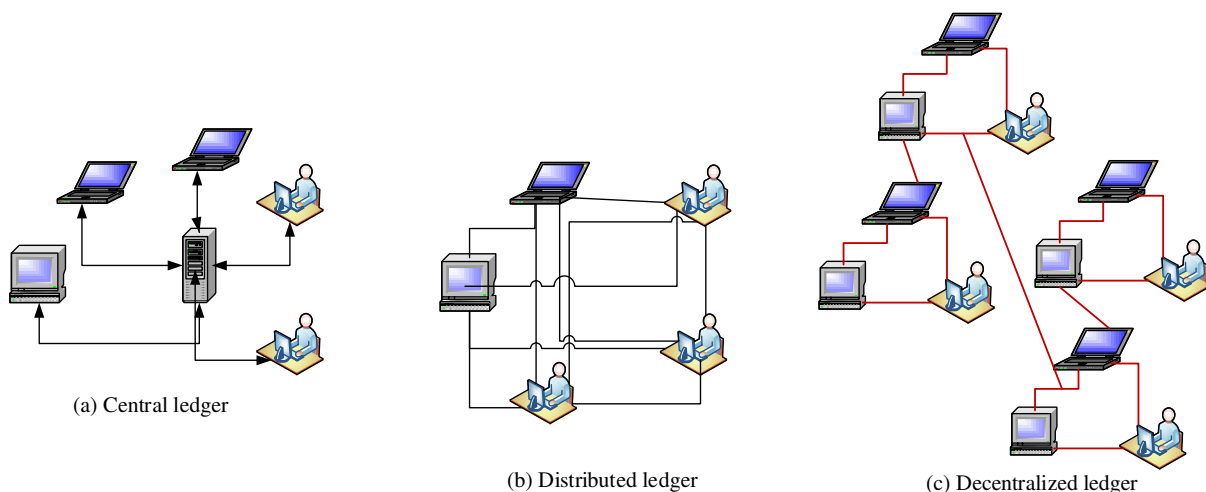 (a) Central ledger
(b) Distributed ledger
(c) Decentralized ledger